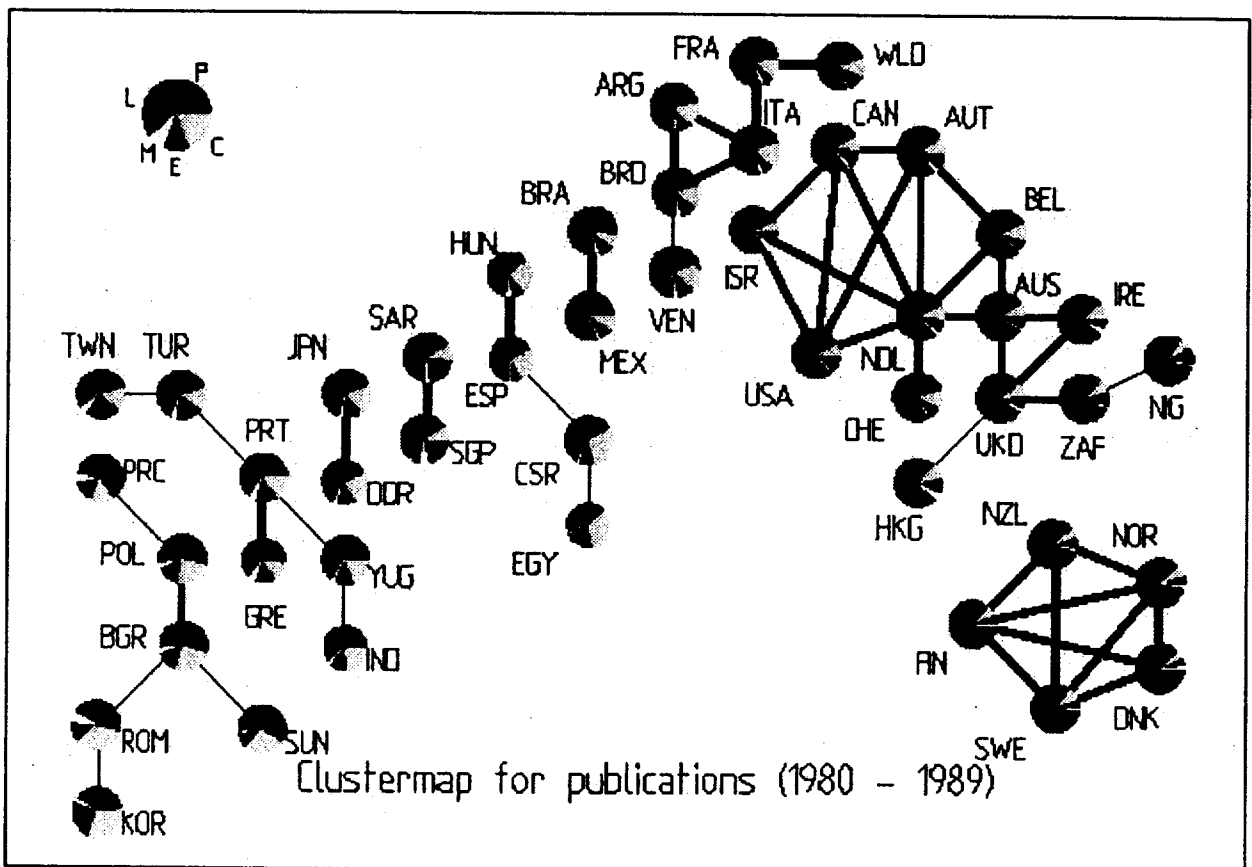 FRA
WLD
P
L
M
E
C
ARG
ITA
CAN
AUT
BRD
BRA
BEL
HUN
ISR
AUS
IRE
SAR
VEN
TWN
TUR
JPN
MEX
NDL
ESP
USA
NIG
CHE
UKD
ZAF
PRT
SGP
CSR
PRC
DDR
HKG
NZL
NOR
POL
EGY
YUG
GRE
BGR
IND
FIN
DNK
ROM
SUN
SWE
Clustermap for publications (1980 - 1989)
KOR